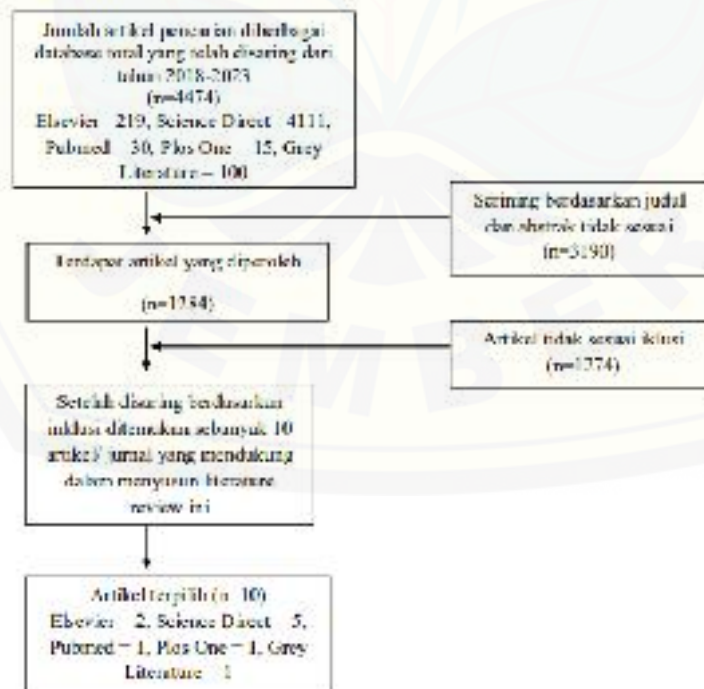 Jumlah artikel pencarian diberbagai
database total yang telah disaring dari
tahun 2018-2023
(n=4474)
Elsevier 219, Science Direct 4111,
Pubmed 30, Plos One 15, Grey
Literature = 100
Skrining berdasarkan judul
dan abstrak tidak sesuai
(n=3190)
Terdapat artikel yang diperoleh
(n=1284)
Artikel tidak sesuai iklusi
(n=1274)
Setelah disaring berdasarkan
inklusi ditemukan sebanyak 10
artikel/ jurnal yang mendukung
dalam menyusun literature
review ini
Artikel terpilih (n 10)
Elsevier 2, Science Direct 5,
Pubmed = 1, Plos One = 1, Grey
Literature 1
JEMBER